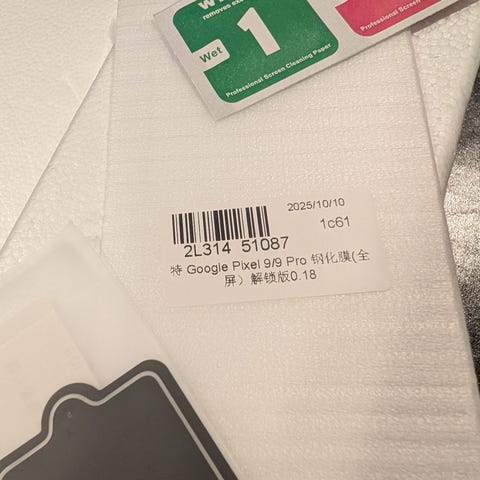 removes
1
Wet
Professional Screen Cleaning Paper
Professional Screen
2025/10/10
1c61
2L314 51087
特 Google Pixel 9/9 Pro 钢化膜(全
屏）解锁版0.18